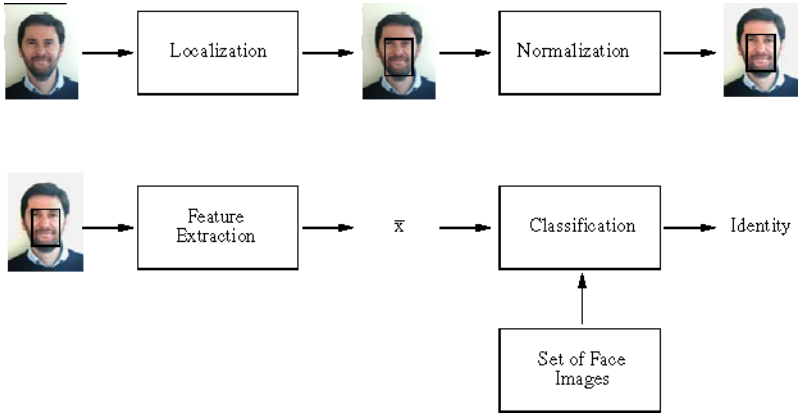 Localization
Normalization
Feature
Extraction
x̅
Classification
Identity
Set of Face
Images